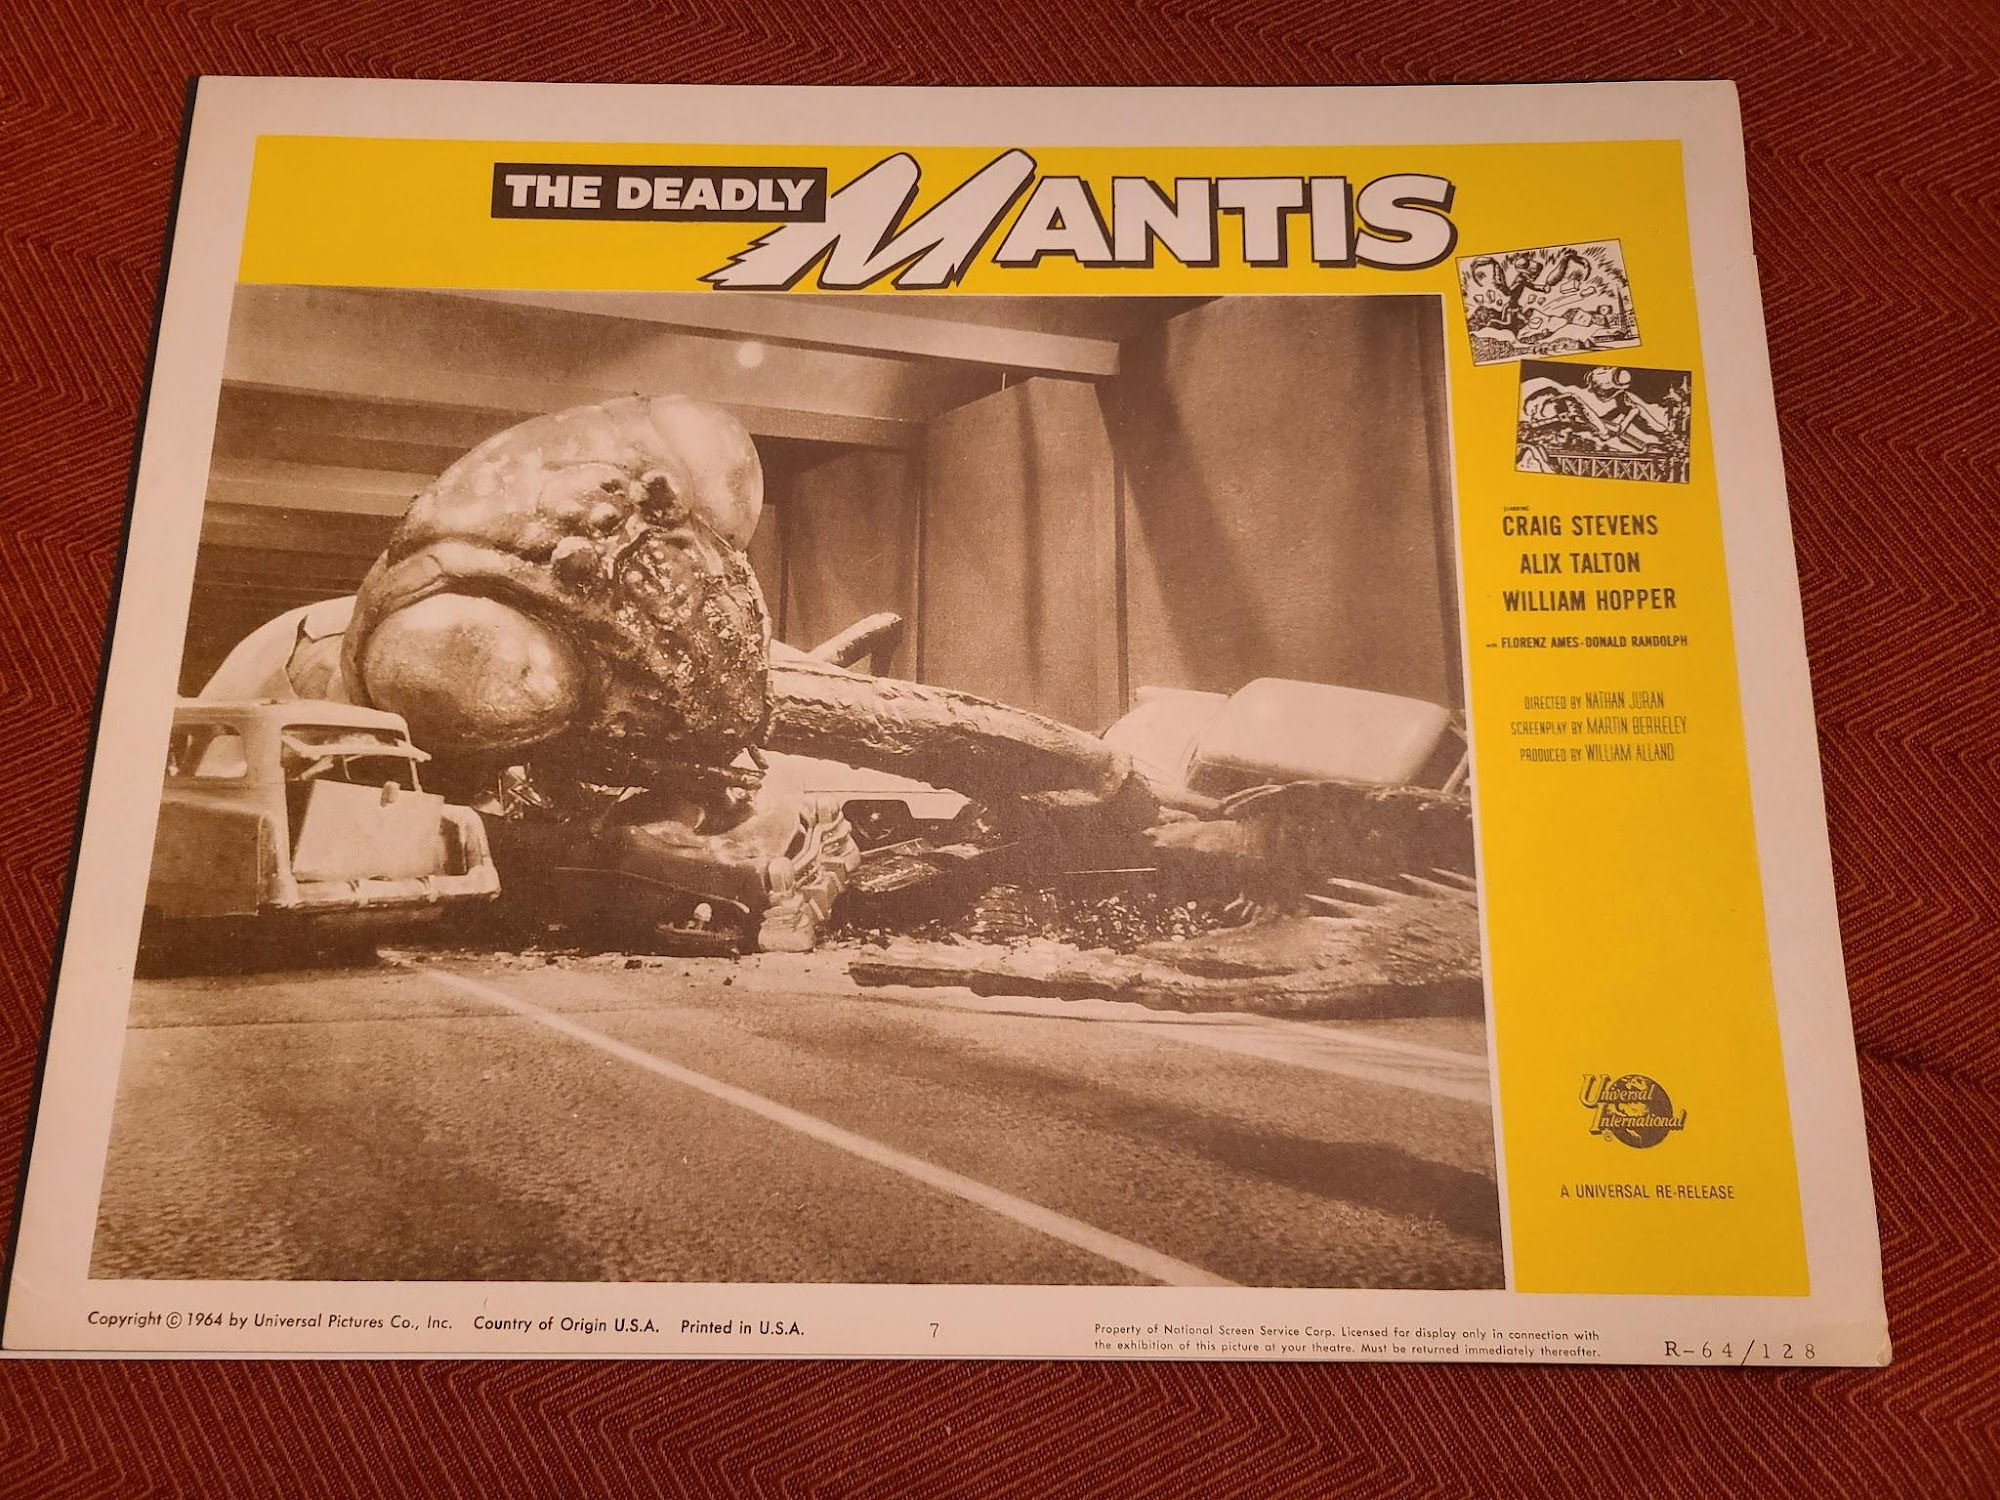 THE DEADLY MANTIS
STARRING
CRAIG STEVENS
ALIX TALTON
WILLIAM HOPPER
with FLORENZ AMES · DONALD RANDOLPH
DIRECTED BY NATHAN JURAN
SCREENPLAY BY MARTIN BERKELEY
PRODUCED BY WILLIAM ALLAND
Universal
International
A UNIVERSAL RE-RELEASE
Copyright © 1964 by Universal Pictures Co., Inc. Country of Origin U.S.A. Printed in U.S.A.
7
Property of National Screen Service Corp. Licensed for display only in connection with
the exhibition of this picture at your theatre. Must be returned immediately thereafter.
R-64/128